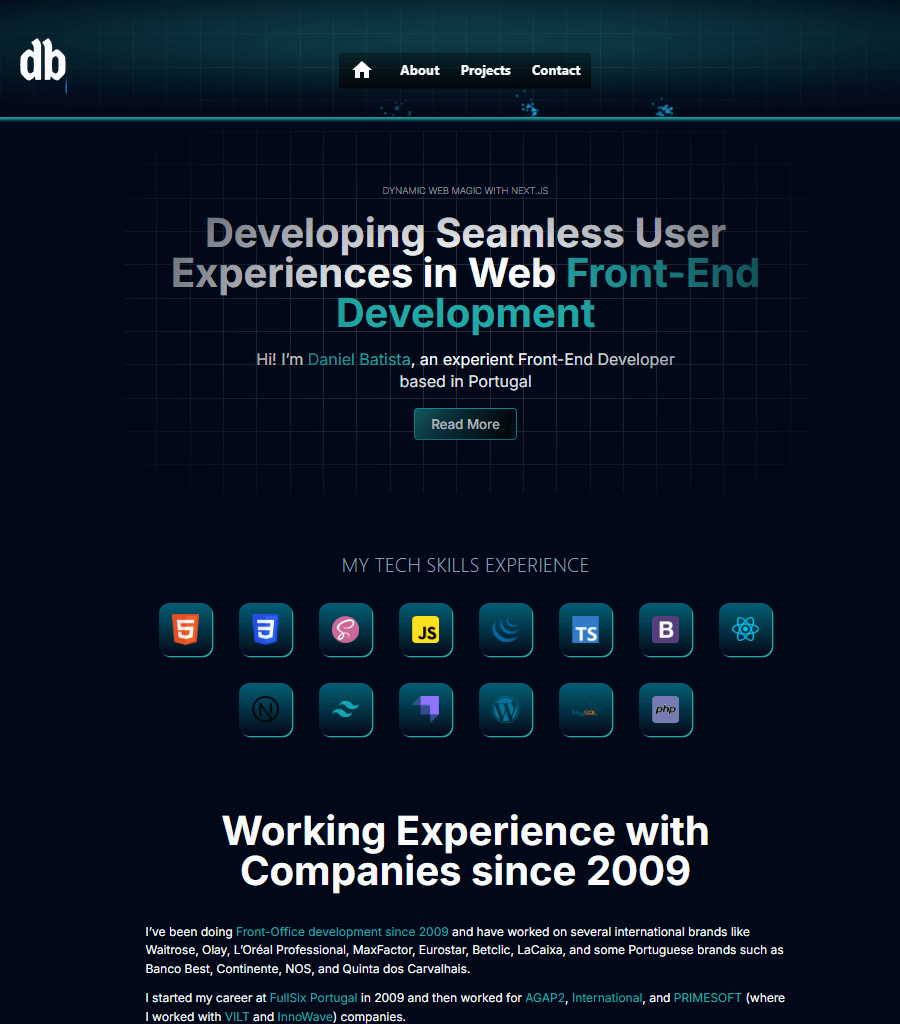 db
About Projects Contact
DYNAMIC WEB MAGIC WITH NEXT.JS
Developing Seamless User
Experiences in Web Front-End
Development
Hi! I’m Daniel Batista, an experient Front-End Developer
based in Portugal
Read More
MY TECH SKILLS EXPERIENCE
5 3 JS TS B
N W MySQL php
Working Experience with
Companies since 2009
I’ve been doing Front-Office development since 2009 and have worked on several international brands like
Waitrose, Olay, L’Oréal Professional, MaxFactor, Eurostar, Betclic, LaCaixa, and some Portuguese brands such as
Banco Best, Continente, NOS, and Quinta dos Carvalhais.
I started my career at FullSix Portugal in 2009 and then worked for AGAP2, International, and PRIMESOFT (where
I worked with VILT and InnoWave) companies.